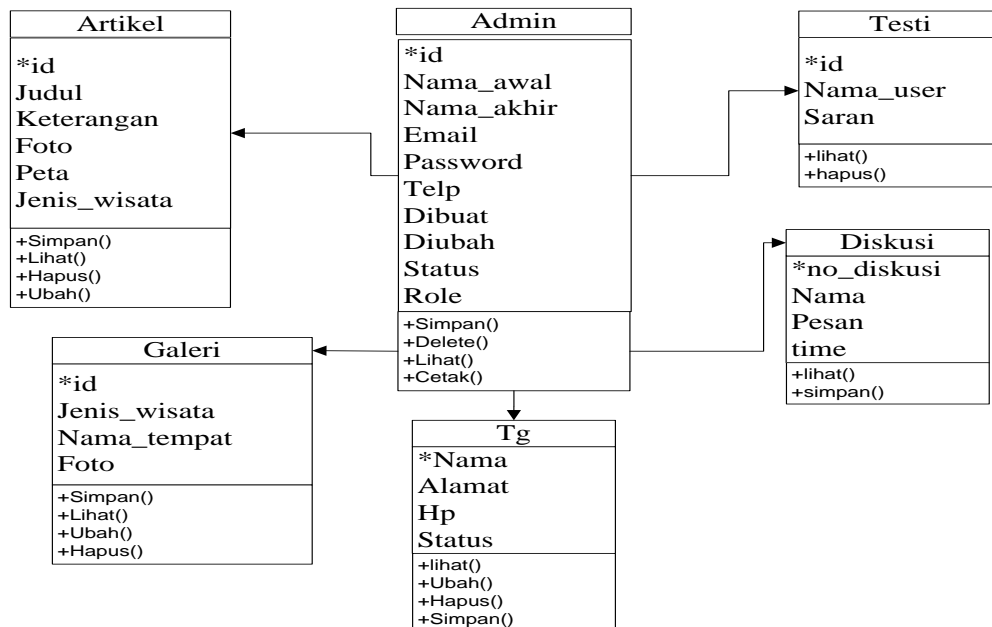 Artikel
*id
Judul
Keterangan
Foto
Peta
Jenis_wisata
+Simpan()
+Lihat()
+Hapus()
+Ubah()
Admin
*id
Nama_awal
Nama_akhir
Email
Password
Telp
Dibuat
Diubah
Status
Role
+Simpan()
+Delete()
+Lihat()
+Cetak()
Testi
*id
Nama_user
Saran
+lihat()
+hapus()
Diskusi
*no_diskusi
Nama
Pesan
time
+lihat()
+simpan()
Galeri
*id
Jenis_wisata
Nama_tempat
Foto
+Simpan()
+Lihat()
+Ubah()
+Hapus()
Tg
*Nama
Alamat
Hp
Status
+lihat()
+Ubah()
+Hapus()
+Simpan()